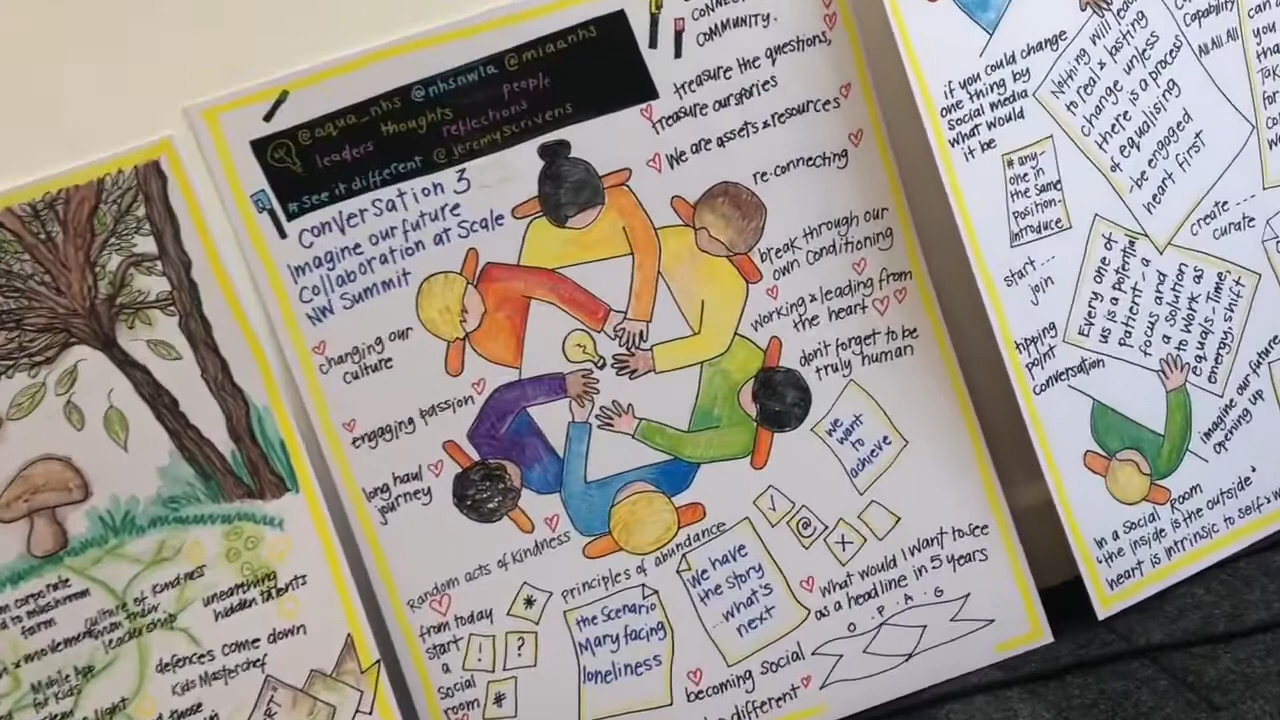 @aqua_nhs @nhsnwla @miaanhs
thoughts people
leaders reflections
#see it different @jeremyscrivens
Conversation 3
Imagine our future
Collaboration at Scale
NW Summit
changing our
culture
engaging passion
long haul
journey
Random acts of kindness
from today
start
a
social
room
*
!
?
#
principles of abundance
the Scenario
Mary facing
loneliness
We have
the story
...what's
next
we
want
to
achieve
√
@
X
What would I want to see
as a headline in 5 years
O.P.A.G
becoming social
different
COMMUNITY.
treasure the questions,
treasure our stories
We are assets & resources
re-connecting
break through our
own conditioning
working & leading from
the heart
don't forget to be
truly human
if you could change
one thing by
social media
what would
it be
# any-
one in
the same
position-
introduce
start ---
join
tipping
point
conversation
Nothing will lead
to real & lasting
change unless
there is a process
of equalising
- be engaged
heart first
Capability
All.All.All
create ---
curate
Every one of
us is a potential
patient - a
focus and
a solution
to work as
equals - Time,
energy, shift
imagine our future
opening up
In a Social Room
"the inside is the outside"
heart is intrinsic to self
culture of kindness
than their
leadership
unearthing
hidden talents
defences come down
Kids Masterchef
Mobile App
for Kids
to mushroom
farm
light